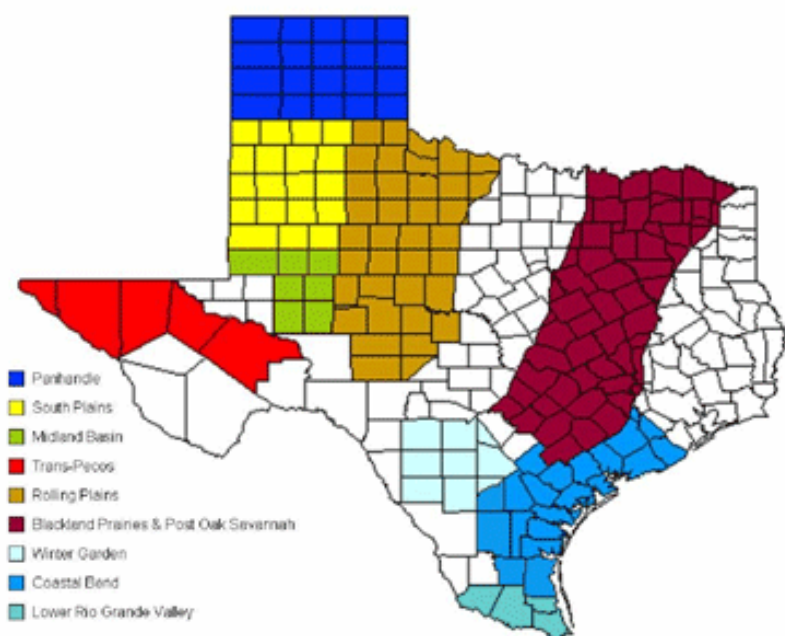 Panhandle
South Plains
Midland Basin
Trans-Pecos
Rolling Plains
Blackland Prairies & Post Oak Savannah
Winter Garden
Coastal Bend
Lower Rio Grande Valley